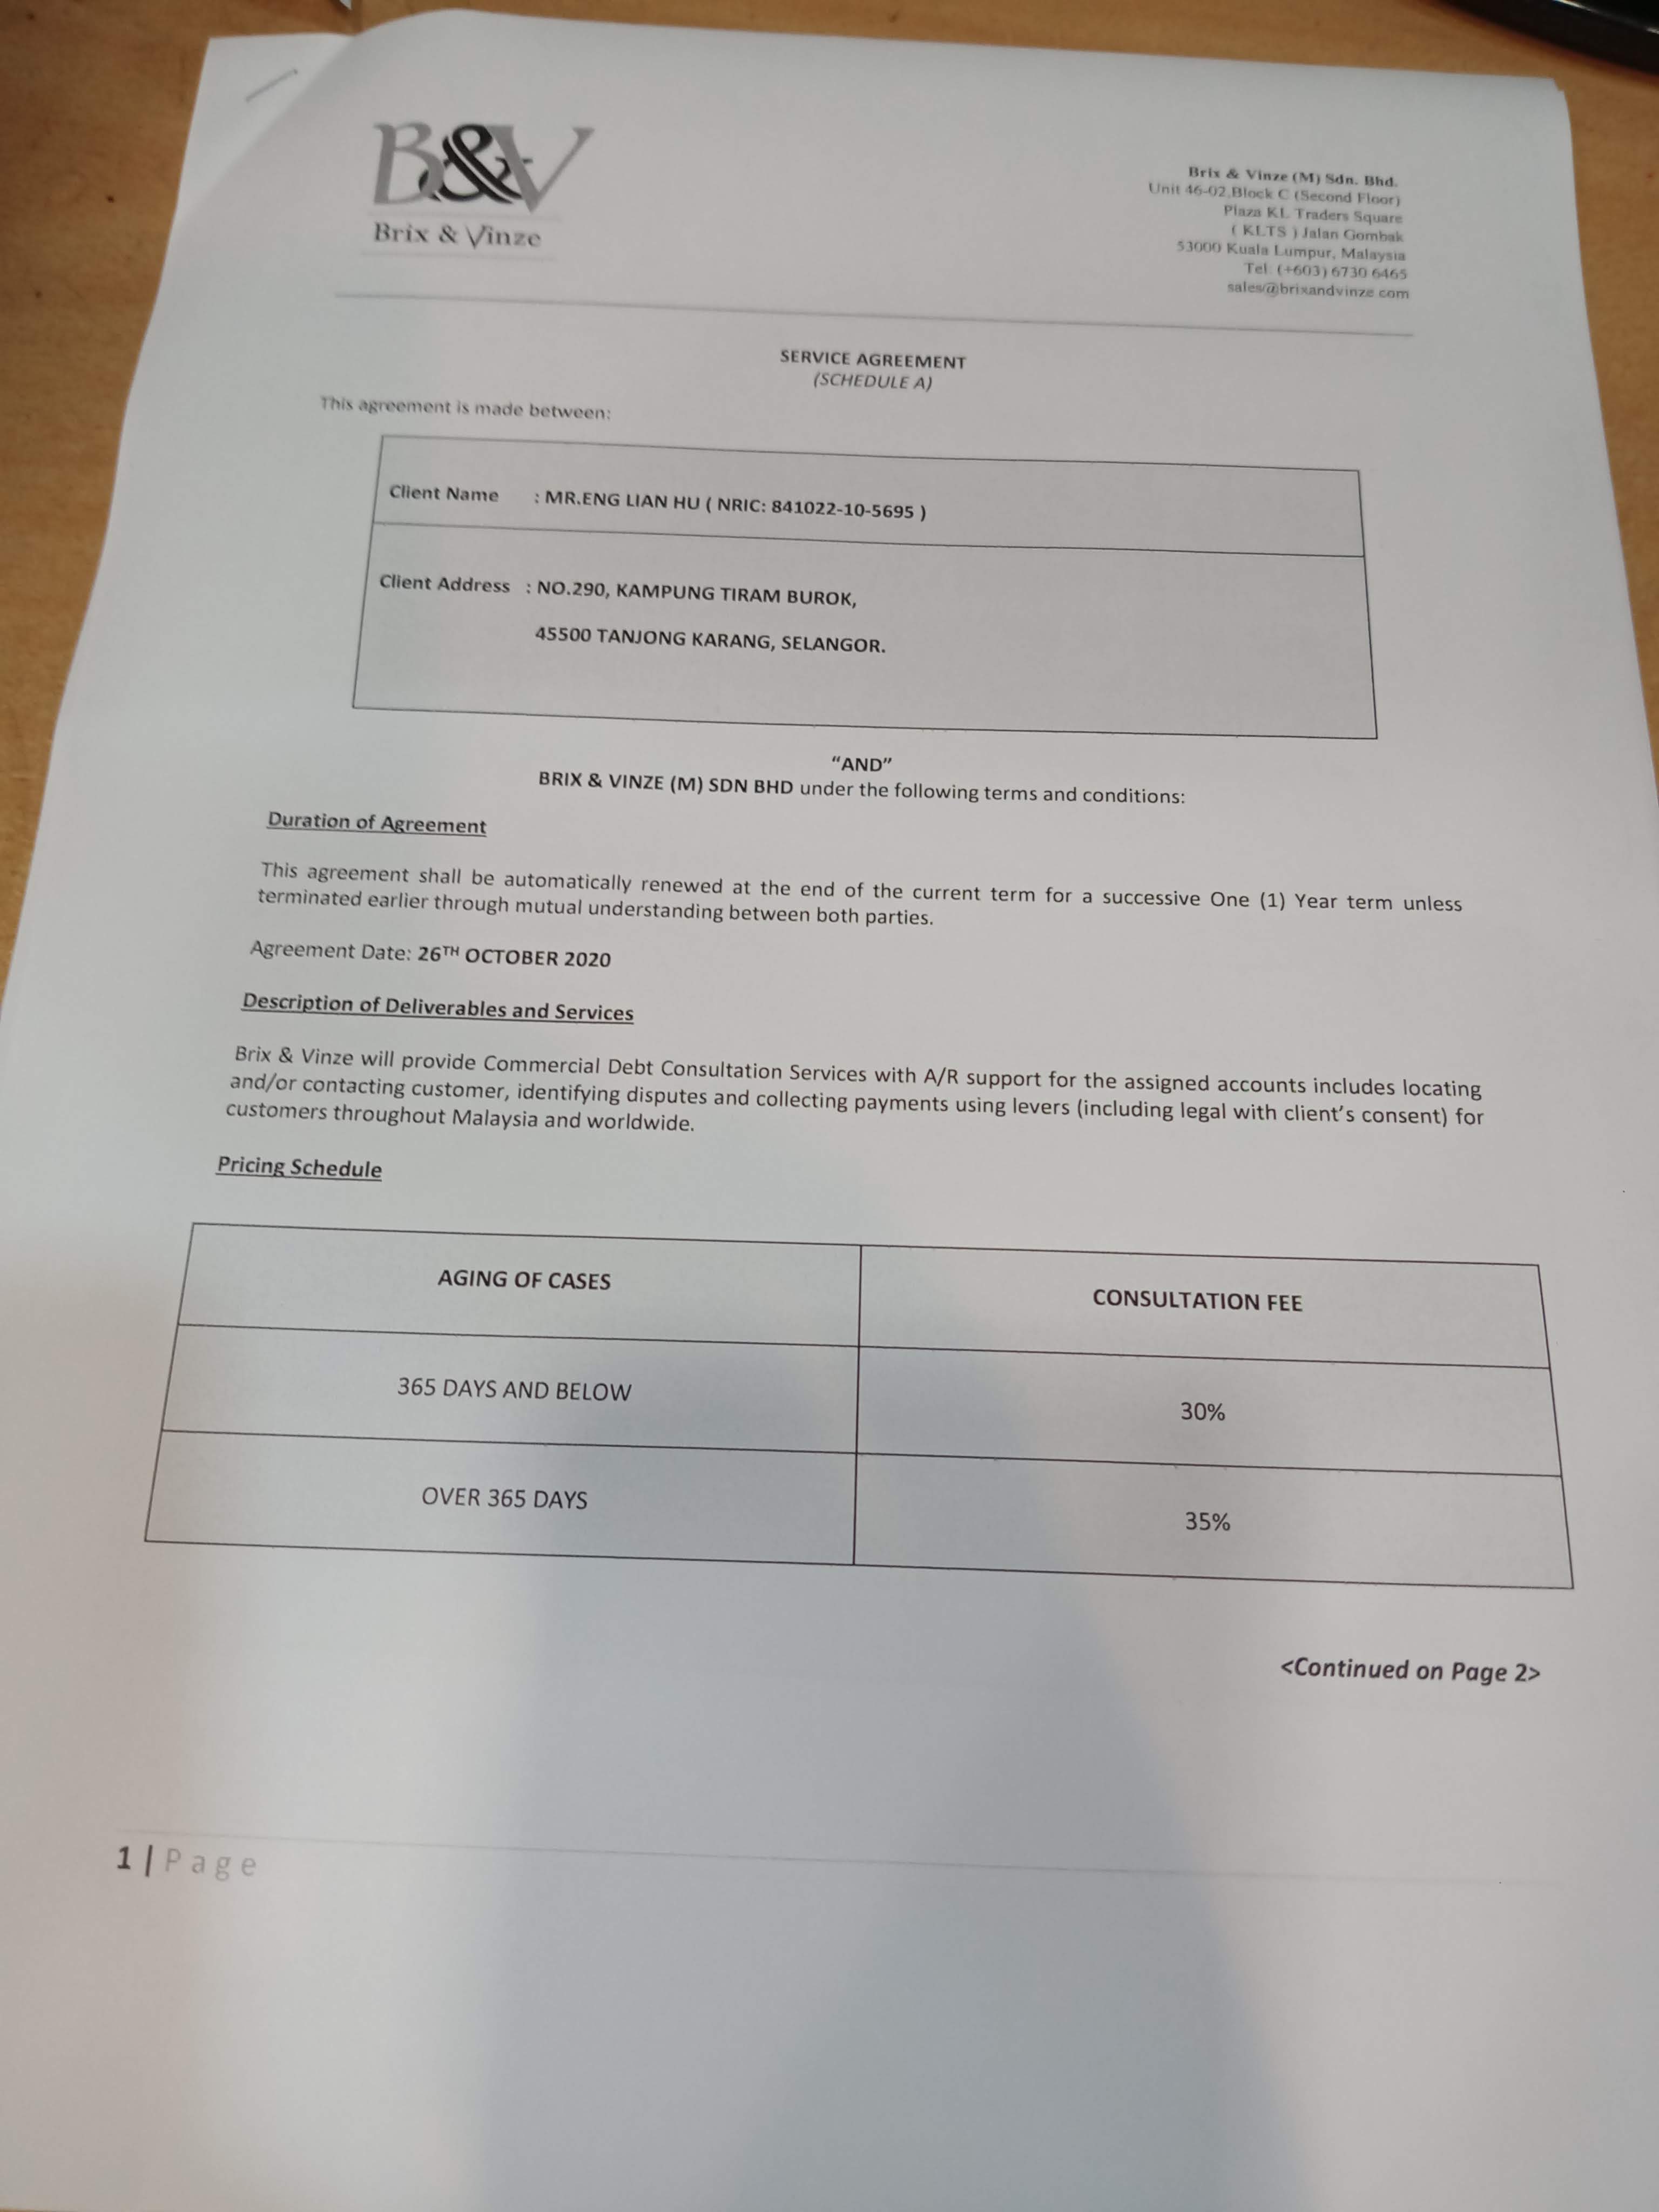 B&V
Brix & Vinze
Brix & Vinze (M) Sdn. Bhd.
Unit 46-02,Block C (Second Floor)
Plaza KL Traders Square
( KLTS ) Jalan Gombak
53000 Kuala Lumpur, Malaysia
Tel: (+603) 6730 6465
sales@brixandvinze.com
SERVICE AGREEMENT
(SCHEDULE A)
This agreement is made between:
Client Name : MR.ENG LIAN HU ( NRIC: 841022-10-5695 )
Client Address : NO.290, KAMPUNG TIRAM BUROK,
45500 TANJONG KARANG, SELANGOR.
“AND”
BRIX & VINZE (M) SDN BHD under the following terms and conditions:
Duration of Agreement
This agreement shall be automatically renewed at the end of the current term for a successive One (1) Year term unless
terminated earlier through mutual understanding between both parties.
Agreement Date: 26TH OCTOBER 2020
Description of Deliverables and Services
Brix & Vinze will provide Commercial Debt Consultation Services with A/R support for the assigned accounts includes locating
and/or contacting customer, identifying disputes and collecting payments using levers (including legal with client’s consent) for
customers throughout Malaysia and worldwide.
Pricing Schedule
AGING OF CASES
CONSULTATION FEE
365 DAYS AND BELOW
30%
OVER 365 DAYS
35%
<Continued on Page 2>
1 | Page